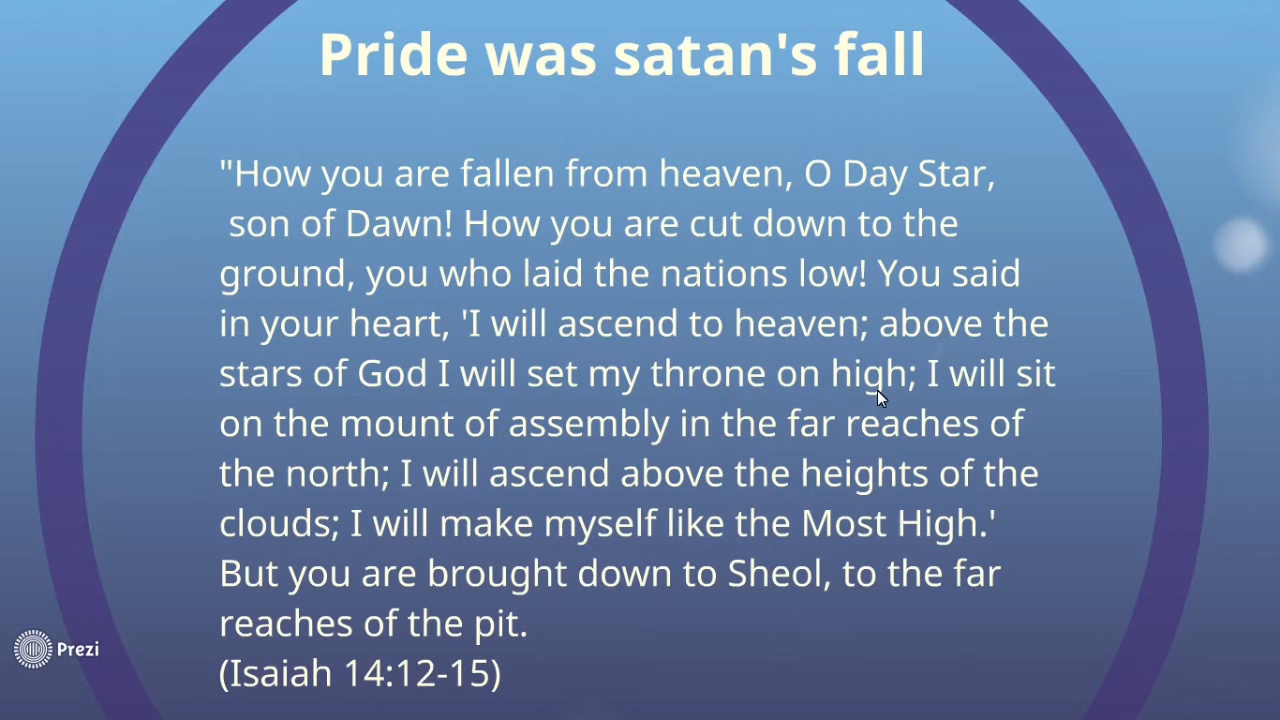 Pride was satan's fall
"How you are fallen from heaven, O Day Star,
son of Dawn! How you are cut down to the
ground, you who laid the nations low! You said
in your heart, 'I will ascend to heaven; above the
stars of God I will set my throne on high; I will sit
on the mount of assembly in the far reaches of
the north; I will ascend above the heights of the
clouds; I will make myself like the Most High.'
But you are brought down to Sheol, to the far
reaches of the pit.
(Isaiah 14:12-15)
Prezi